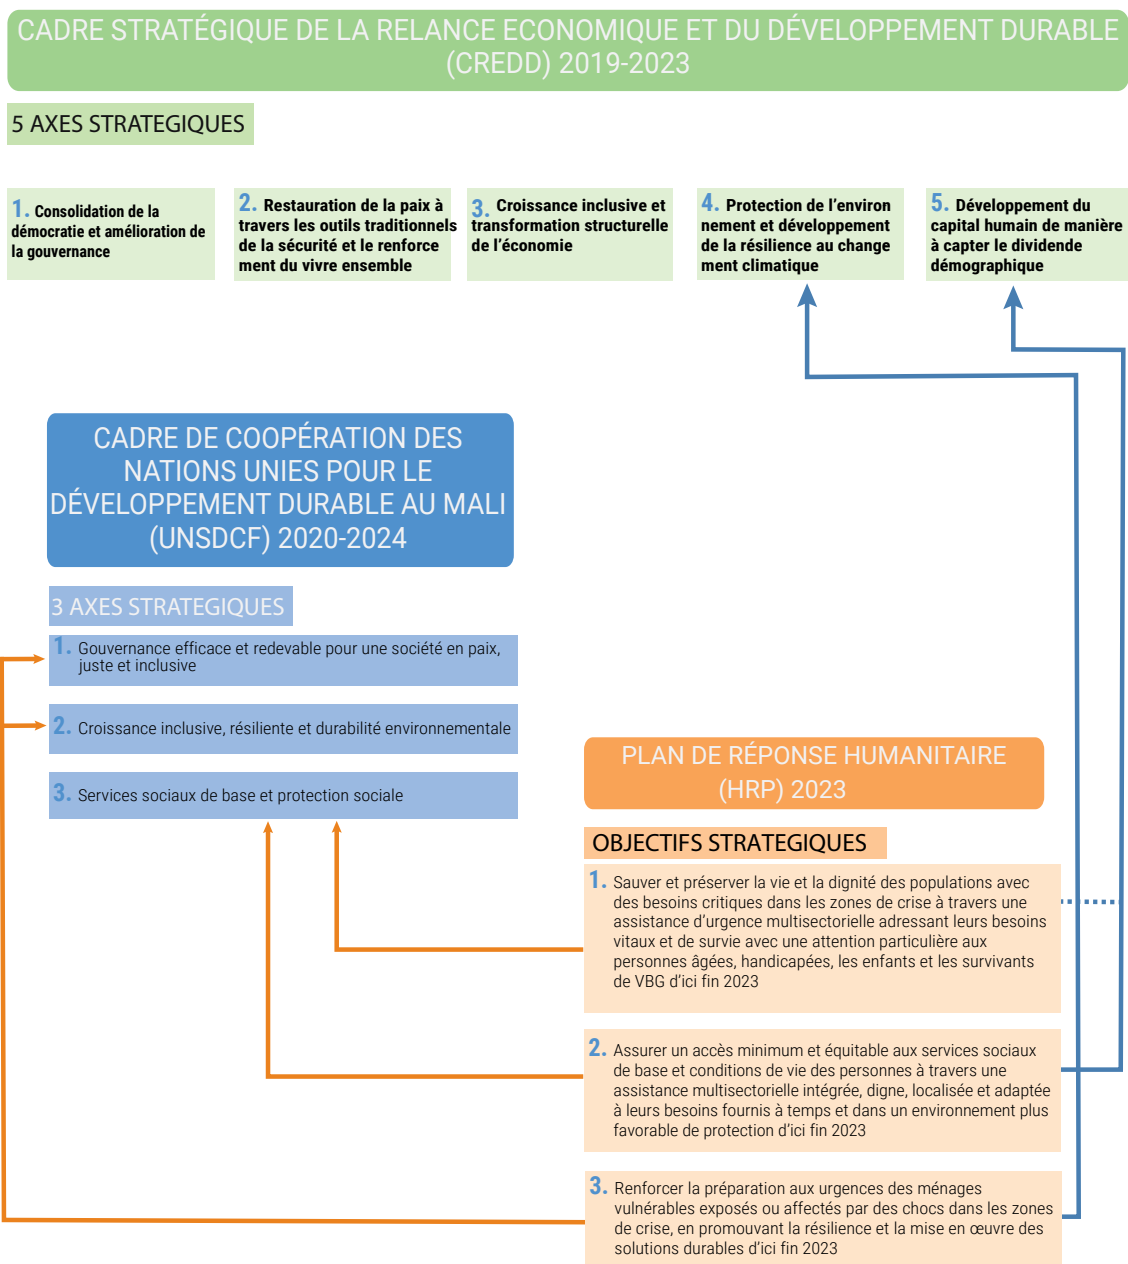 CADRE STRATÉGIQUE DE LA RELANCE ECONOMIQUE ET DU DÉVELOPPEMENT DURABLE
(CREDD) 2019-2023
5 AXES STRATEGIQUES
1. Consolidation de la
démocratie et amélioration de
la gouvernance
2. Restauration de la paix à
travers les outils traditionnels
de la sécurité et le renforce
ment du vivre ensemble
3. Croissance inclusive et
transformation structurelle
de l'économie
4. Protection de l'environ
nement et développement
de la résilience au change
ment climatique
5. Développement du
capital humain de manière
à capter le dividende
démographique
CADRE DE COOPÉRATION DES
NATIONS UNIES POUR LE
DÉVELOPPEMENT DURABLE AU MALI
(UNSDCF) 2020-2024
3 AXES STRATEGIQUES
1. Gouvernance efficace et redevable pour une société en paix,
juste et inclusive
2. Croissance inclusive, résiliente et durabilité environnementale
3. Services sociaux de base et protection sociale
PLAN DE RÉPONSE HUMANITAIRE
(HRP) 2023
OBJECTIFS STRATEGIQUES
1. Sauver et préserver la vie et la dignité des populations avec
des besoins critiques dans les zones de crise à travers une
assistance d'urgence multisectorielle adressant leurs besoins
vitaux et de survie avec une attention particulière aux
personnes âgées, handicapées, les enfants et les survivants
de VBG d'ici fin 2023
2. Assurer un accès minimum et équitable aux services sociaux
de base et conditions de vie des personnes à travers une
assistance multisectorielle intégrée, digne, localisée et adaptée
à leurs besoins fournis à temps et dans un environnement plus
favorable de protection d'ici fin 2023
3. Renforcer la préparation aux urgences des ménages
vulnérables exposés ou affectés par des chocs dans les zones
de crise, en promouvant la résilience et la mise en œuvre des
solutions durables d'ici fin 2023